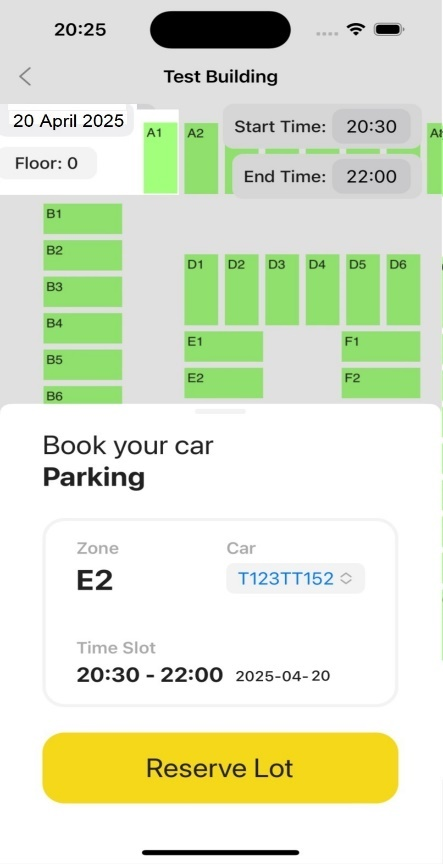 20:25
Test Building
20 April 2025
Start Time: 20:30
Floor: 0
End Time: 22:00
A1 A2
B1
B2
B3
B4
B5
B6
D1 D2 D3 D4 D5 D6
E1 F1
E2 F2
Book your car
Parking
Zone Car
E2 T123TT152
Time Slot
20:30 - 22:00 2025-04-20
Reserve Lot